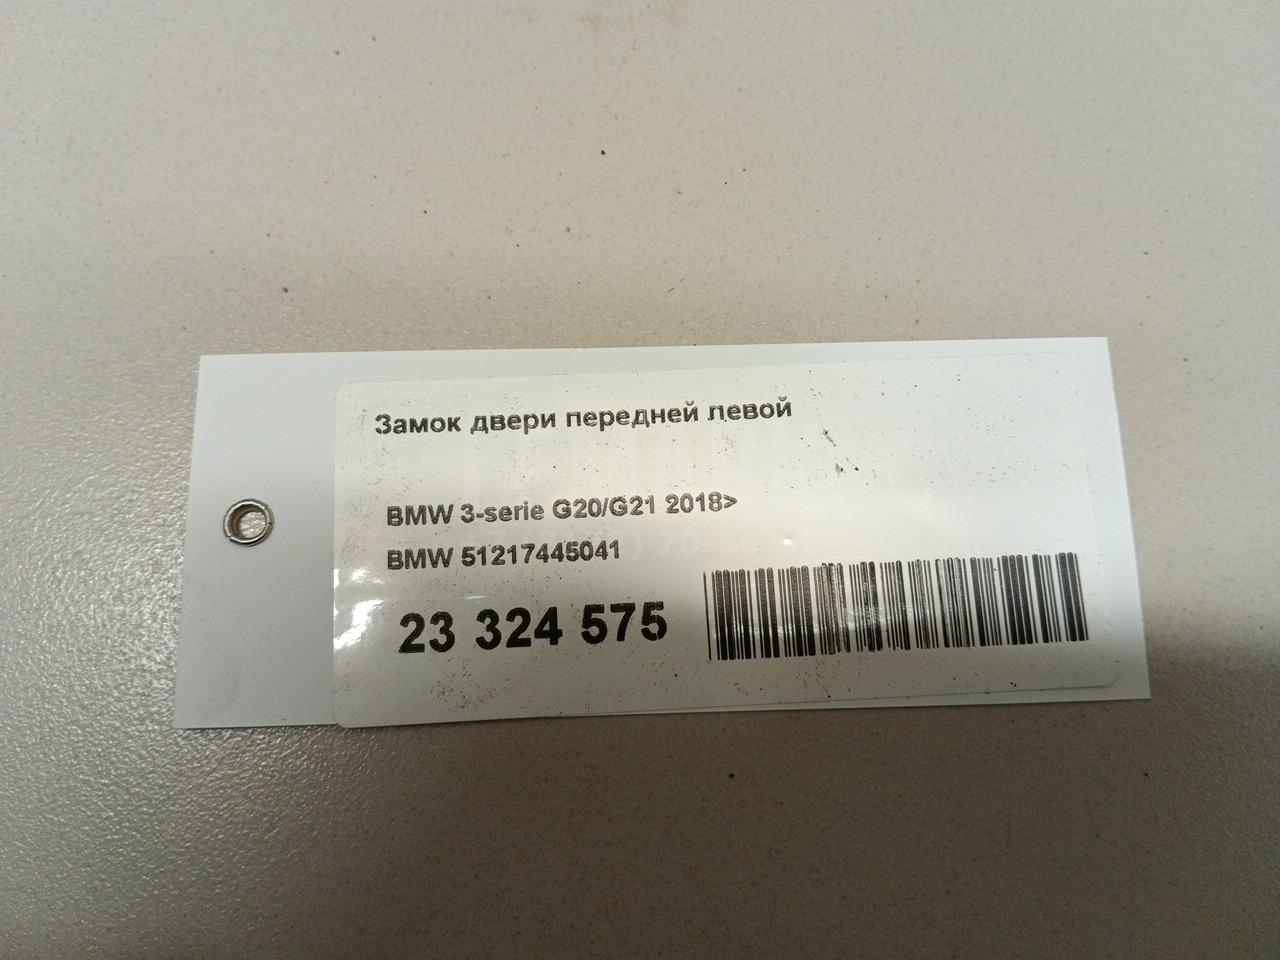 Замок двери передней левой
BMW 3-serie G20/G21 2018>
BMW 51217445041
23 324 575